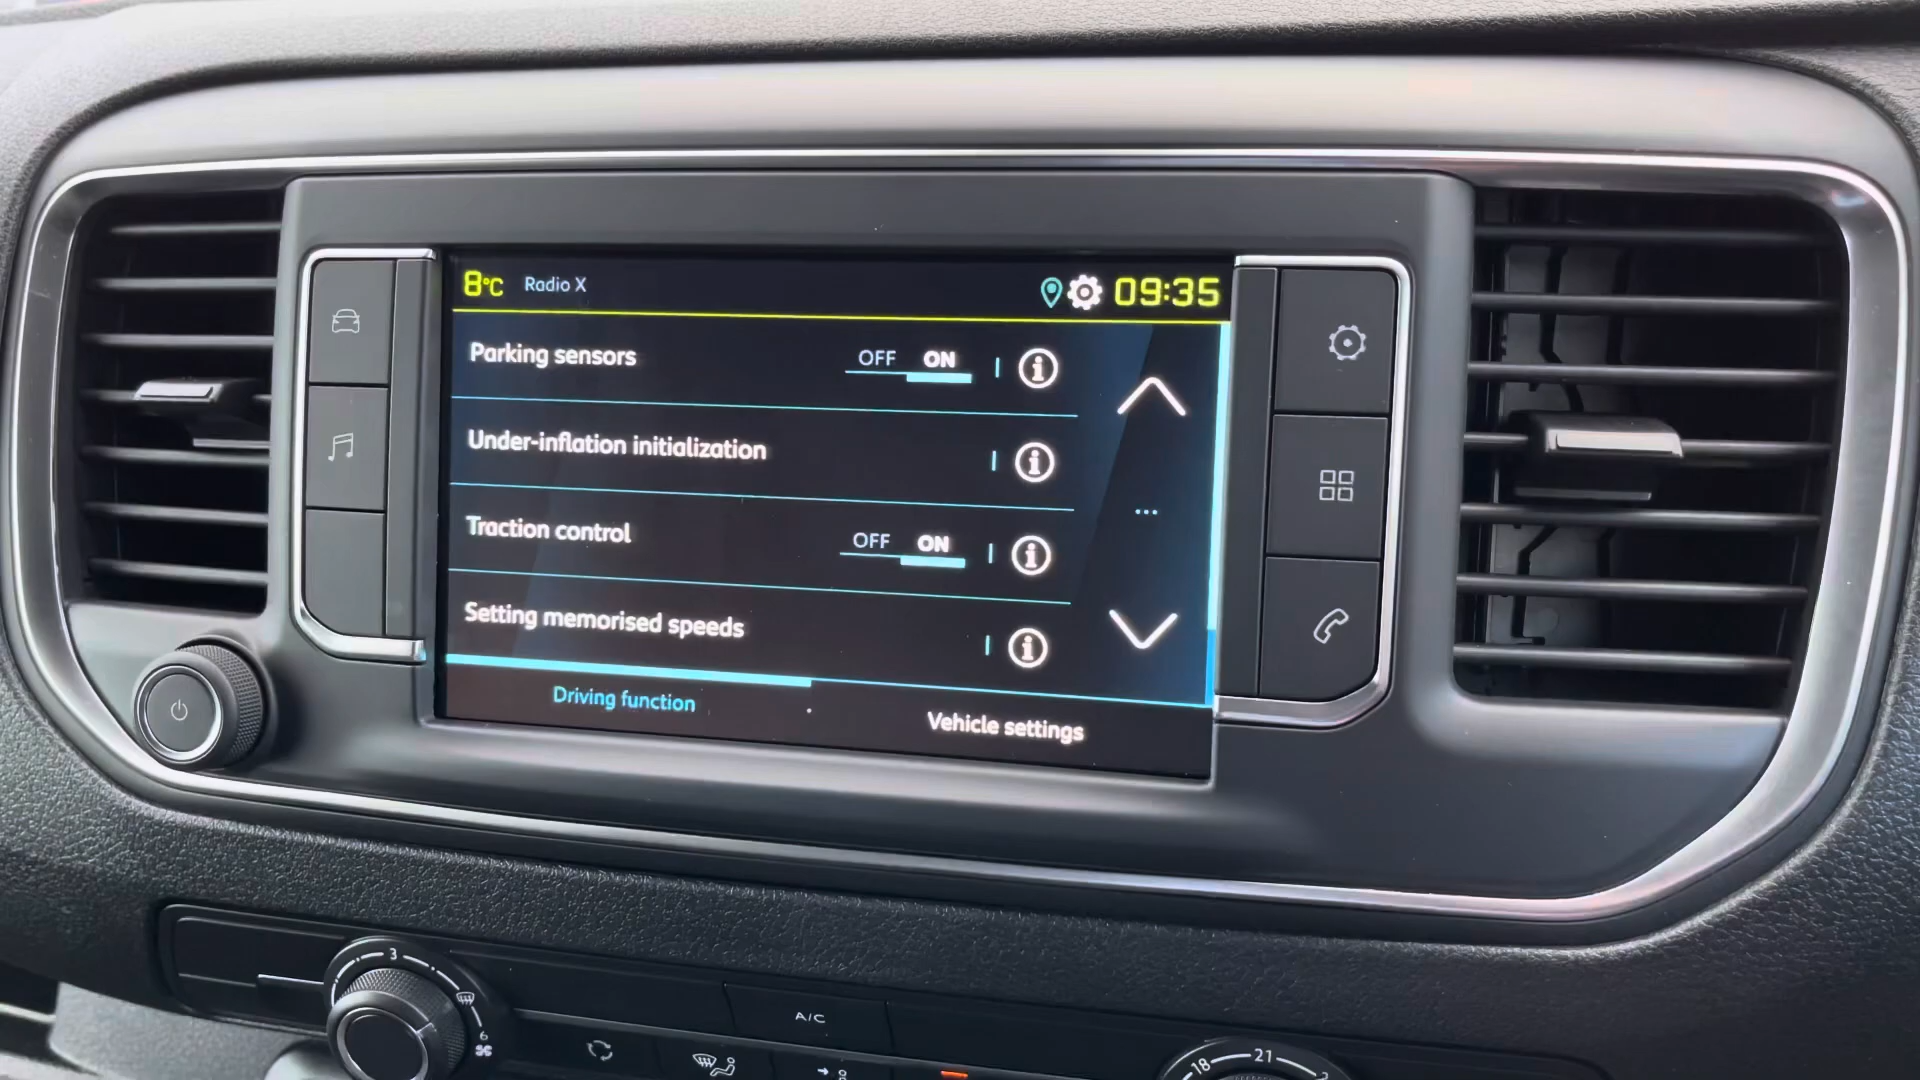 8°C Radio X 09:35
Parking sensors OFF ON
Under-inflation initialization
Traction control OFF ON
Setting memorised speeds
Driving function Vehicle settings
3
6
A/C
18 21